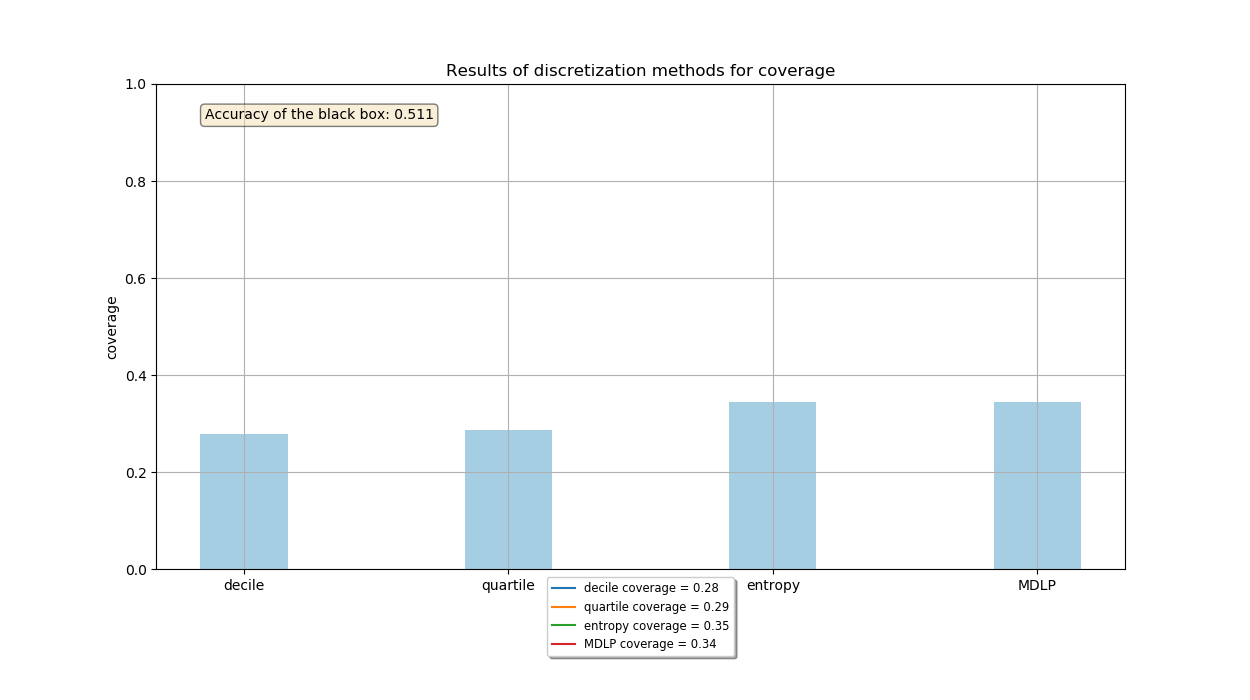 Results of discretization methods for coverage
Accuracy of the black box: 0.511
coverage
1.0
0.8
0.6
0.4
0.2
0.0
decile
quartile
entropy
MDLP
decile coverage = 0.28
quartile coverage = 0.29
entropy coverage = 0.35
MDLP coverage = 0.34